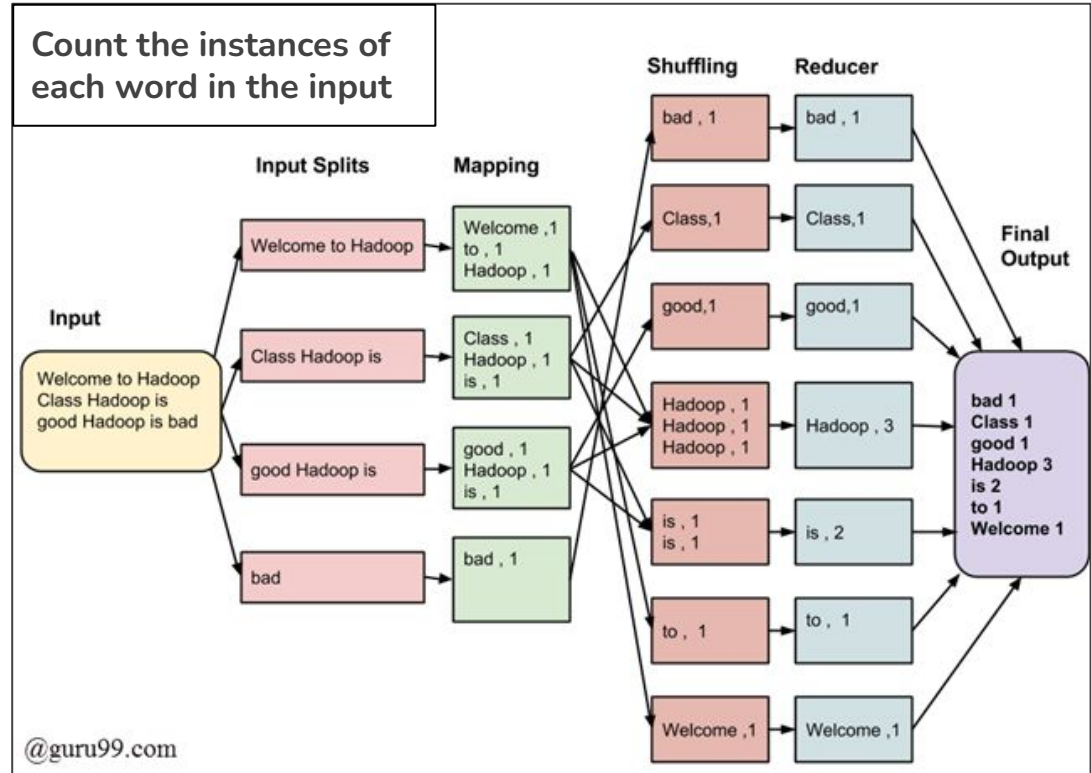 Count the instances of
each word in the input
Input
Welcome to Hadoop
Class Hadoop is
good Hadoop is bad
Input Splits
Welcome to Hadoop
Class Hadoop is
good Hadoop is
bad
Mapping
Welcome ,1
to , 1
Hadoop , 1
Class , 1
Hadoop , 1
is , 1
good , 1
Hadoop , 1
is , 1
bad , 1
Shuffling
bad , 1
Class,1
good,1
Hadoop , 1
Hadoop , 1
Hadoop , 1
is , 1
is , 1
to , 1
Welcome ,1
Reducer
bad , 1
Class,1
good,1
Hadoop , 3
is , 2
to , 1
Welcome ,1
Final
Output
bad 1
Class 1
good 1
Hadoop 3
is 2
to 1
Welcome 1
@guru99.com